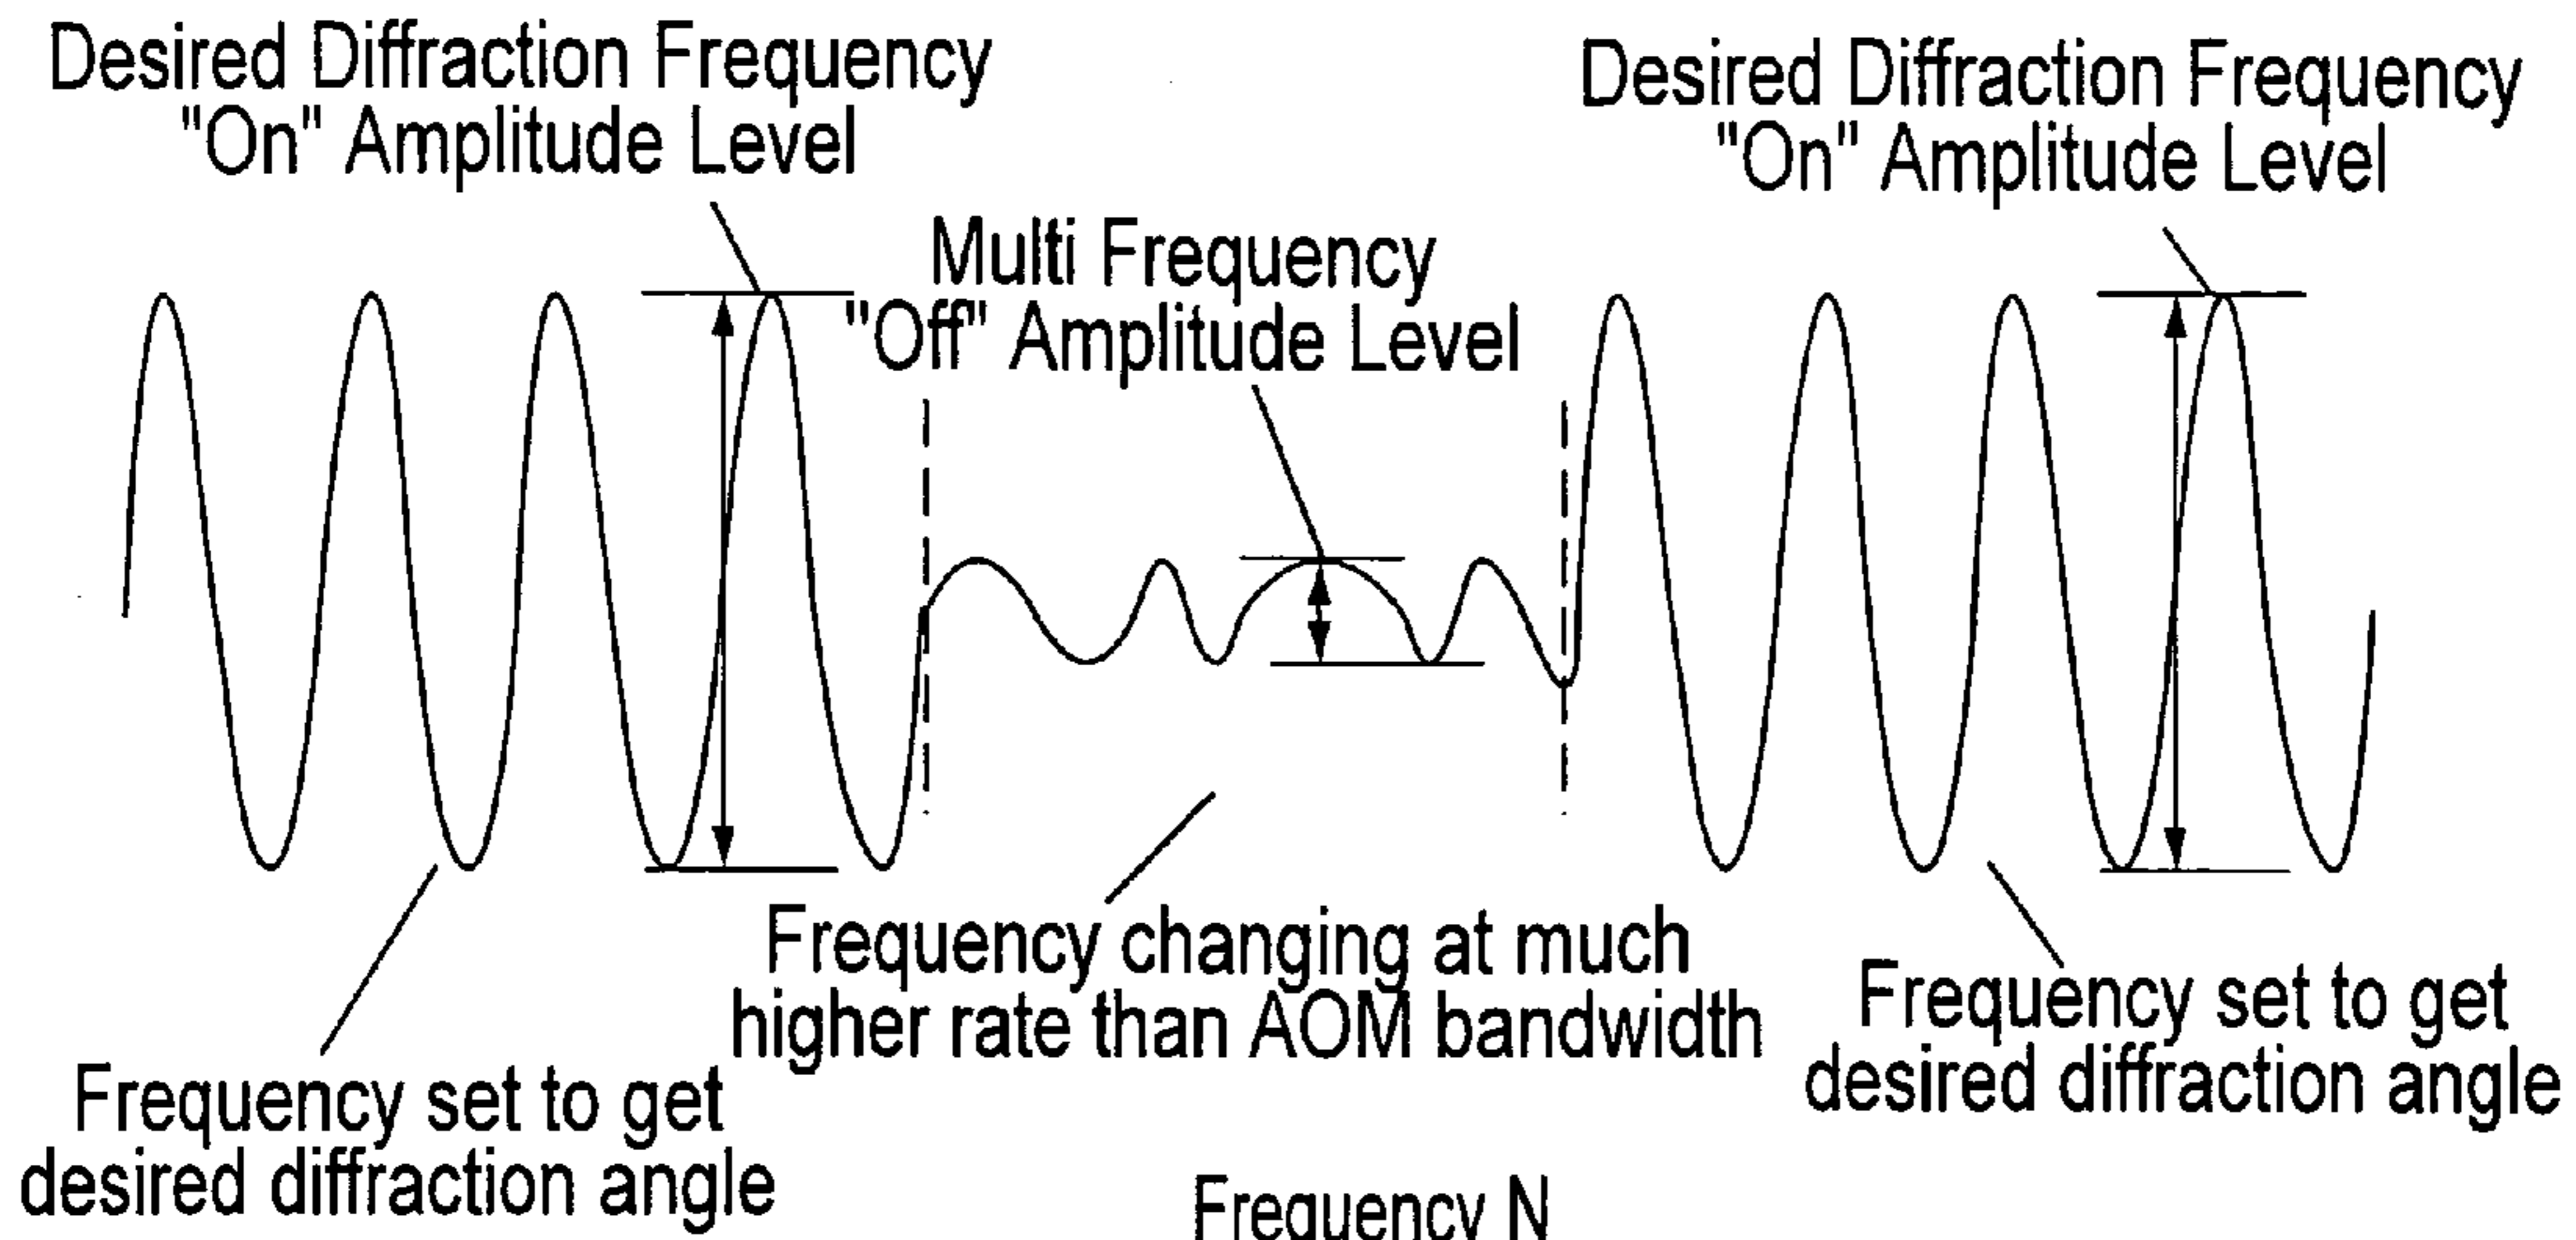 Desired Diffraction Frequency
"On" Amplitude Level
Desired Diffraction Frequency
"On" Amplitude Level
Multi Frequency
"Off" Amplitude Level
Frequency changing at much
higher rate than AOM bandwidth
Frequency set to get
desired diffraction angle
Frequency set to get
desired diffraction angle
Frequency N